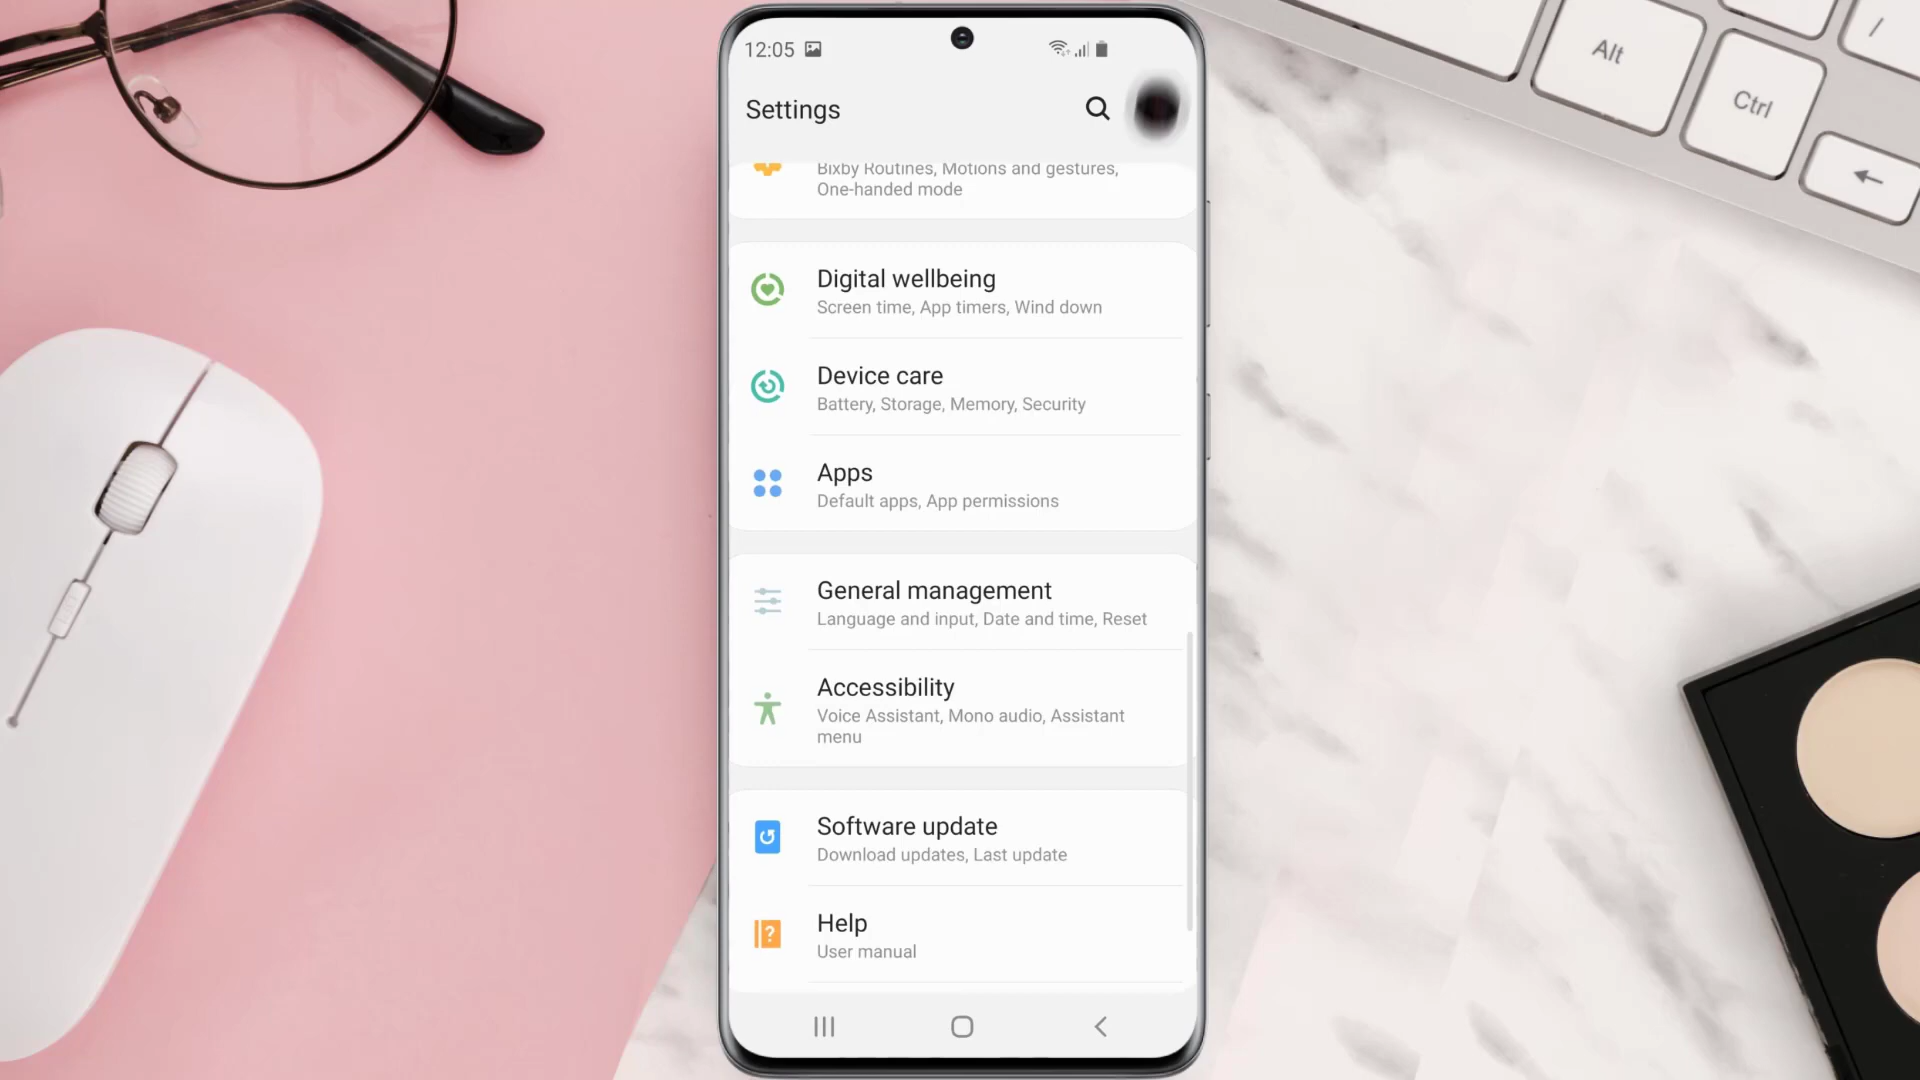 12:05
Settings
Bixby Routines, Motions and gestures,
One-handed mode
Digital wellbeing
Screen time, App timers, Wind down
Device care
Battery, Storage, Memory, Security
Apps
Default apps, App permissions
General management
Language and input, Date and time, Reset
Accessibility
Voice Assistant, Mono audio, Assistant
menu
Software update
Download updates, Last update
?
Help
User manual
Alt
Ctrl
/